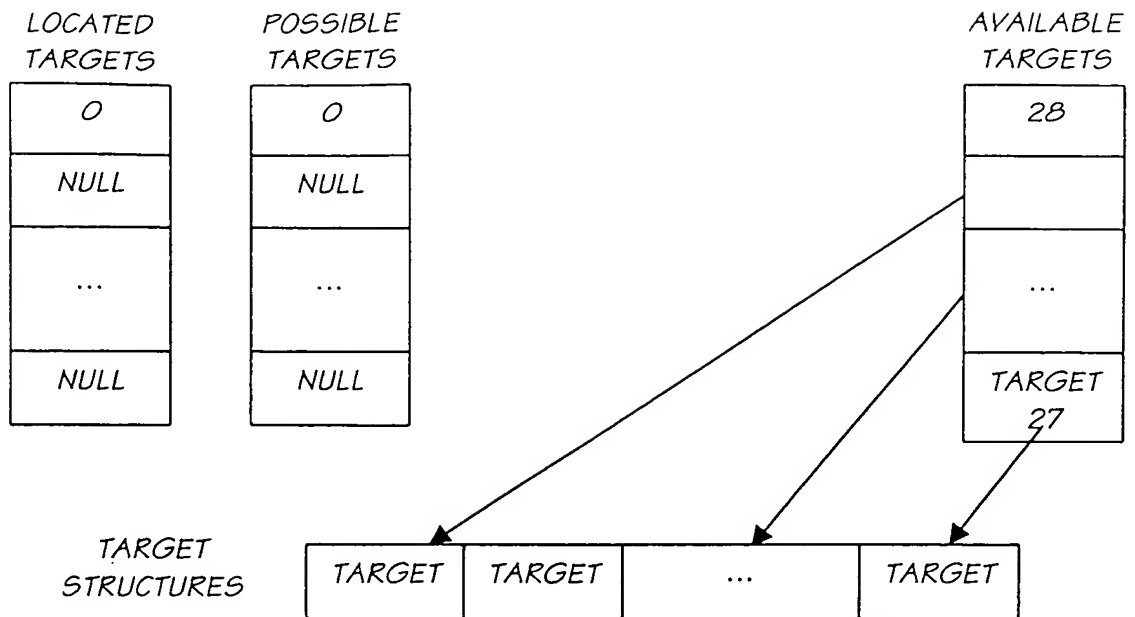 LOCATED
TARGETS
0
NULL
...
NULL
POSSIBLE
TARGETS
0
NULL
...
NULL
AVAILABLE
TARGETS
28
...
TARGET
27
TARGET
STRUCTURES
TARGET
TARGET
...
TARGET